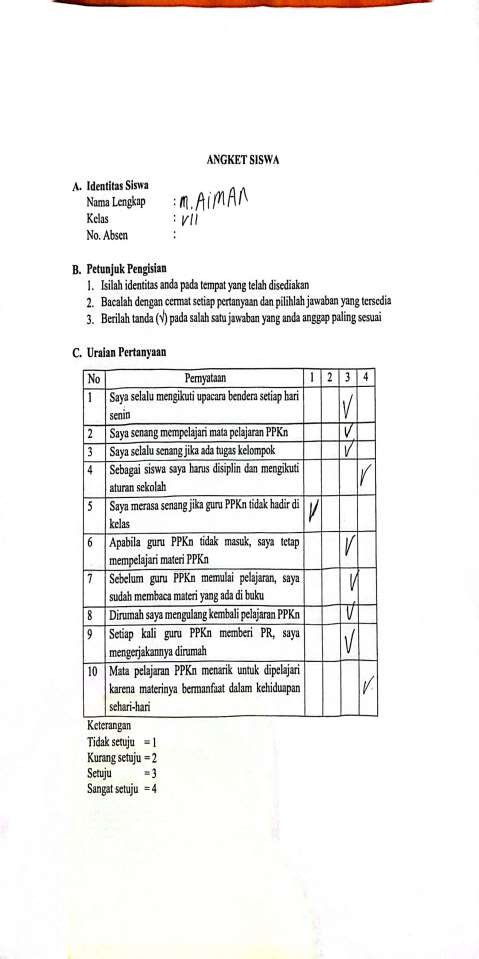 ANGKET SISWA
A. Identitas Siswa
Nama Lengkap : M. AiMAN
Kelas : VII
No. Absen :
B. Petunjuk Pengisian
1. Isilah identitas anda pada tempat yang telah disediakan
2. Bacalah dengan cermat setiap pertanyaan dan pilihlah jawaban yang tersedia
3. Berilah tanda (√) pada salah satu jawaban yang anda anggap paling sesuai
C. Uraian Pertanyaan
No Pernyataan 1 2 3 4
1 Saya selalu mengikuti upacara bendera setiap hari
senin √
2 Saya senang mempelajari mata pelajaran PPKn √
3 Saya selalu senang jika ada tugas kelompok √
4 Sebagai siswa saya harus disiplin dan mengikuti √
aturan sekolah
5 Saya merasa senang jika guru PPKn tidak hadir di √
kelas
6 Apabila guru PPKn tidak masuk, saya tetap √
mempelajari materi PPKn
7 Sebelum guru PPKn memulai pelajaran, saya √
sudah membaca materi yang ada di buku
8 Dirumah saya mengulang kembali pelajaran PPKn √
9 Setiap kali guru PPKn memberi PR, saya √
mengerjakannya dirumah
10 Mata pelajaran PPKn menarik untuk dipelajari
karena materinya bermanfaat dalam kehiduapan √
sehari-hari
Keterangan
Tidak setuju = 1
Kurang setuju = 2
Setuju = 3
Sangat setuju = 4